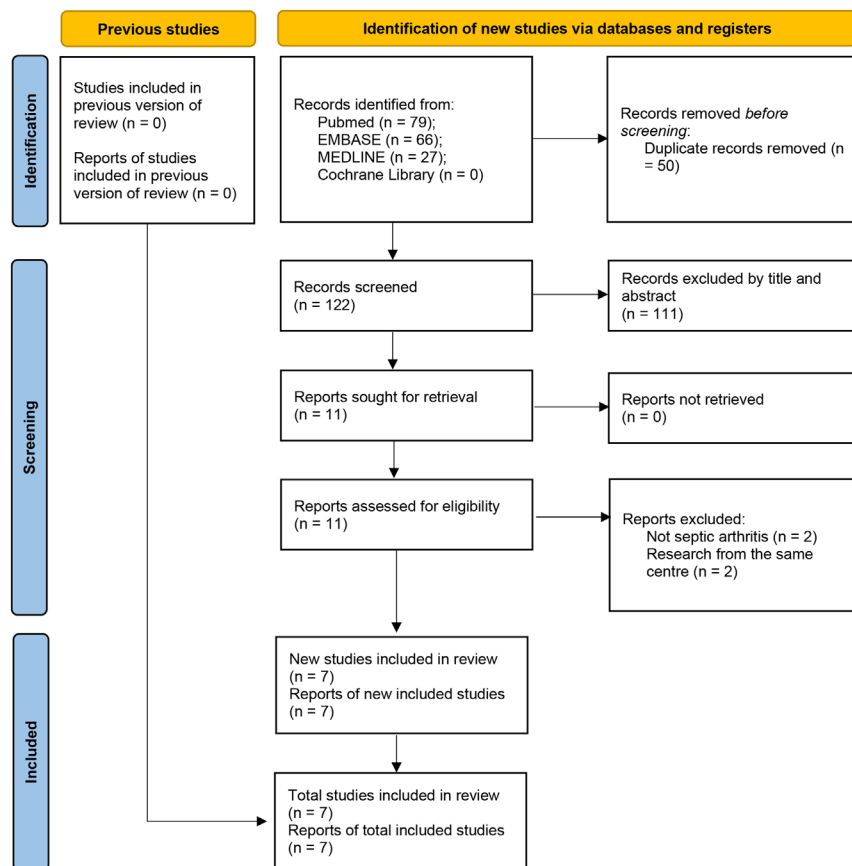 Previous studies
Identification of new studies via databases and registers
Identification
Studies included in
previous version of
review (n = 0)
Reports of studies
included in previous
version of review (n = 0)
Records identified from:
Pubmed (n = 79);
EMBASE (n = 66);
MEDLINE (n = 27);
Cochrane Library (n = 0)
Records removed before
screening:
Duplicate records removed (n
= 50)
Screening
Records screened
(n = 122)
Records excluded by title and
abstract
(n = 111)
Reports sought for retrieval
(n = 11)
Reports not retrieved
(n = 0)
Reports assessed for eligibility
(n = 11)
Reports excluded:
Not septic arthritis (n = 2)
Research from the same
centre (n = 2)
Included
New studies included in review
(n = 7)
Reports of new included studies
(n = 7)
Total studies included in review
(n = 7)
Reports of total included studies
(n = 7)